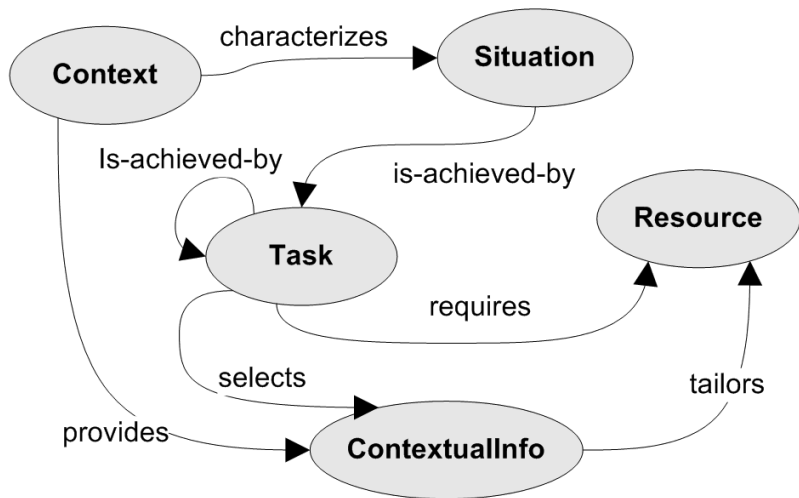 characterizes
Context
Situation
Is-achieved-by
is-achieved-by
Resource
Task
requires
selects
tailors
provides
ContextualInfo